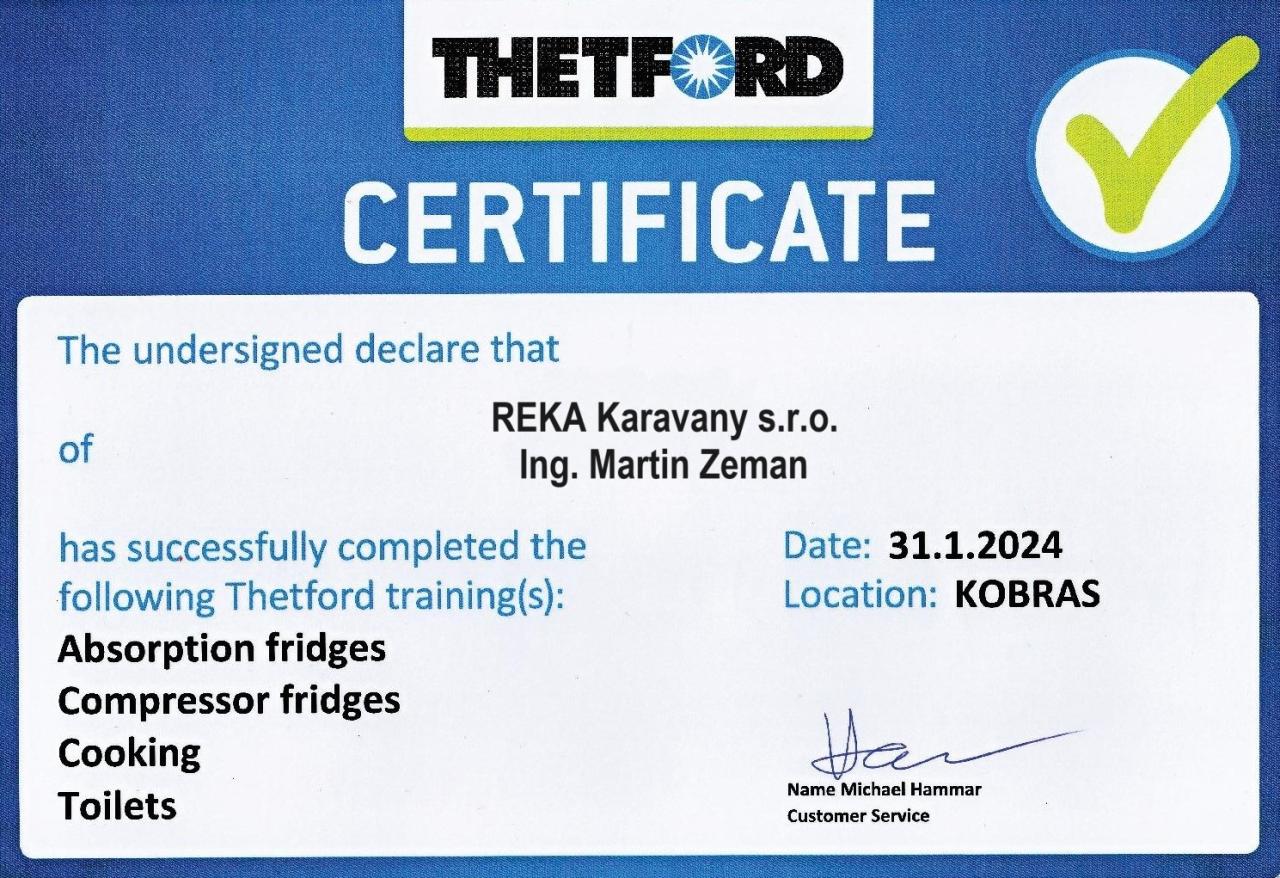 THETFORD
CERTIFICATE
The undersigned declare that
REKA Karavany s.r.o.
of
Ing. Martin Zeman
has successfully completed the
following Thetford training(s):
Absorption fridges
Compressor fridges
Cooking
Toilets
Date: 31.1.2024
Location: KOBRAS
Name Michael Hammar
Customer Service